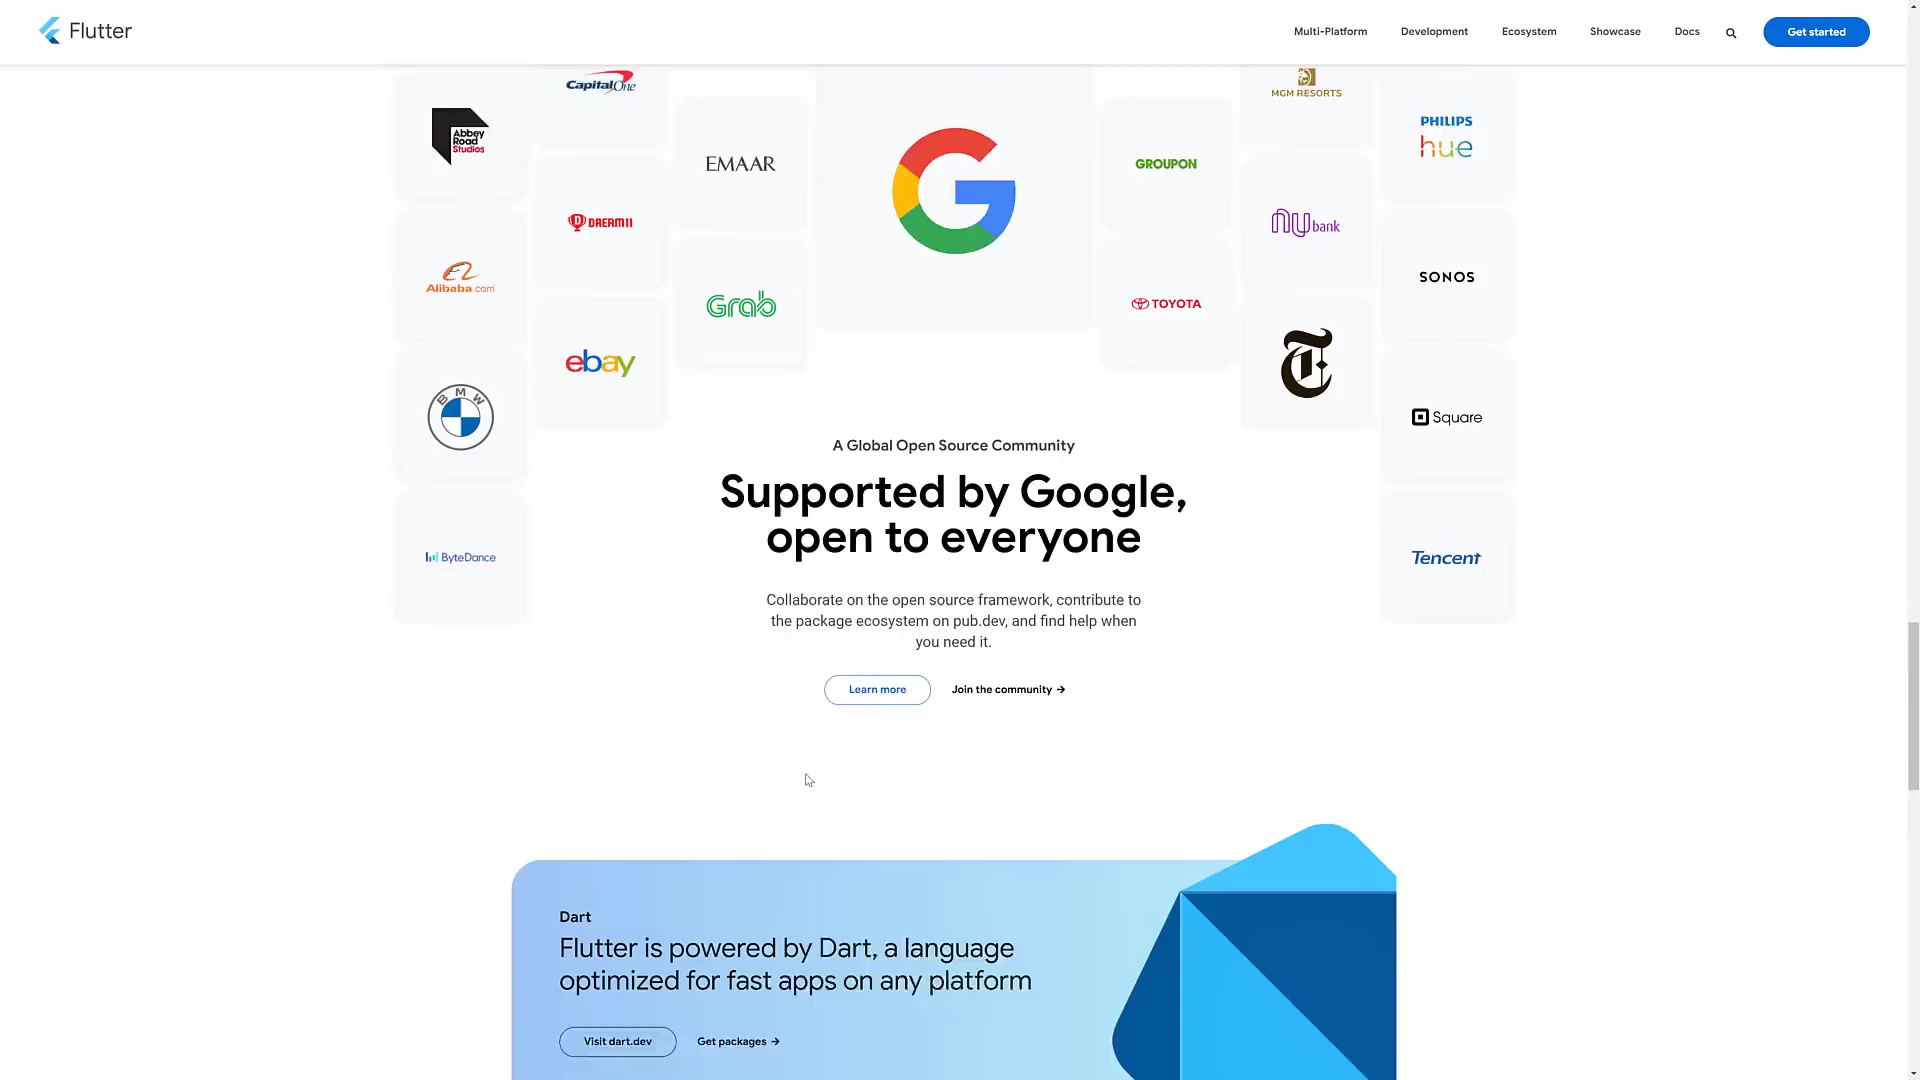 Flutter
Multi-Platform
Development
Ecosystem
Showcase
Docs
Get started
Abbey
Road
Studios
Capital One
EMAAR
GROUPON
MGM RESORTS
PHILIPS
hue
DREAM11
nu bank
Alibaba.com
Grab
TOYOTA
SONOS
ebay
T
BMW
Square
ByteDance
Tencent
A Global Open Source Community
Supported by Google,
open to everyone
Collaborate on the open source framework, contribute to
the package ecosystem on pub.dev, and find help when
you need it.
Learn more
Join the community →
Dart
Flutter is powered by Dart, a language
optimized for fast apps on any platform
Visit dart.dev
Get packages →